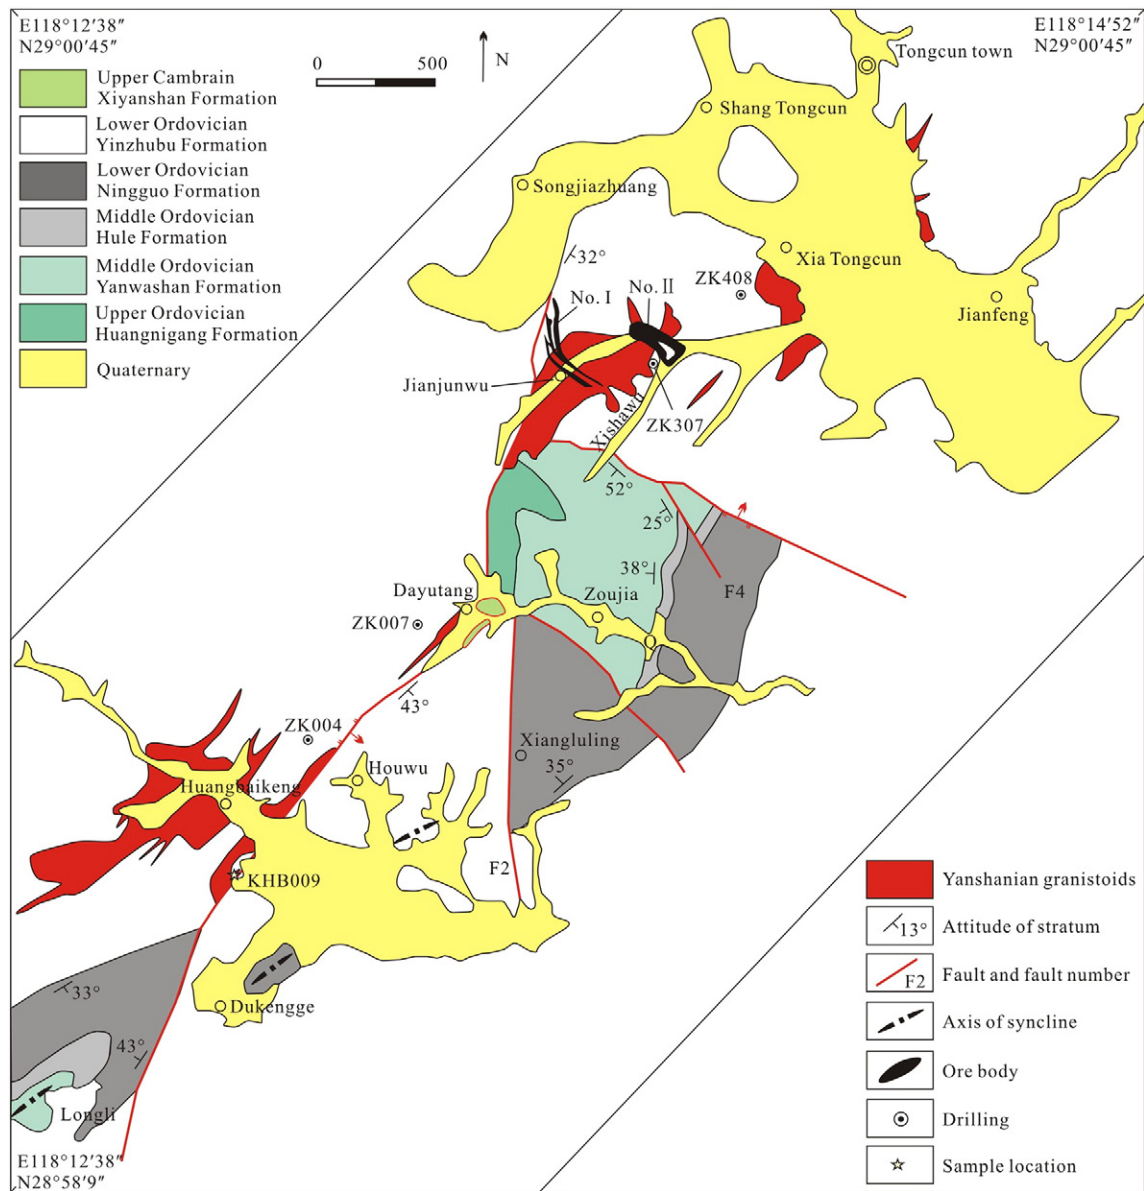 E118°12′38″
N29°00′45″
E118°14′52″
N29°00′45″
0
500
N
Upper Cambrain
Xiyanshan Formation
Lower Ordovician
Yinzhubu Formation
Lower Ordovician
Ningguo Formation
Middle Ordovician
Hule Formation
Middle Ordovician
Yanwashan Formation
Upper Ordovician
Huangnigang Formation
Quaternary
Tongcun town
Shang Tongcun
Songjiazhuang
32°
Xia Tongcun
No. I
No. II
ZK408
Jianfeng
Jianjunwu
Xishawu
ZK307
52°
25°
38°
F4
Dayutang
Zoujia
ZK007
Q
43°
ZK004
Xiangluling
Houwu
35°
Huangbaikeng
KHB009
F2
Dukengge
33°
43°
Longli
E118°12′38″
N28°58′9″
Yanshanian granistoids
13°
Attitude of stratum
F2
Fault and fault number
Axis of syncline
Ore body
Drilling
Sample location